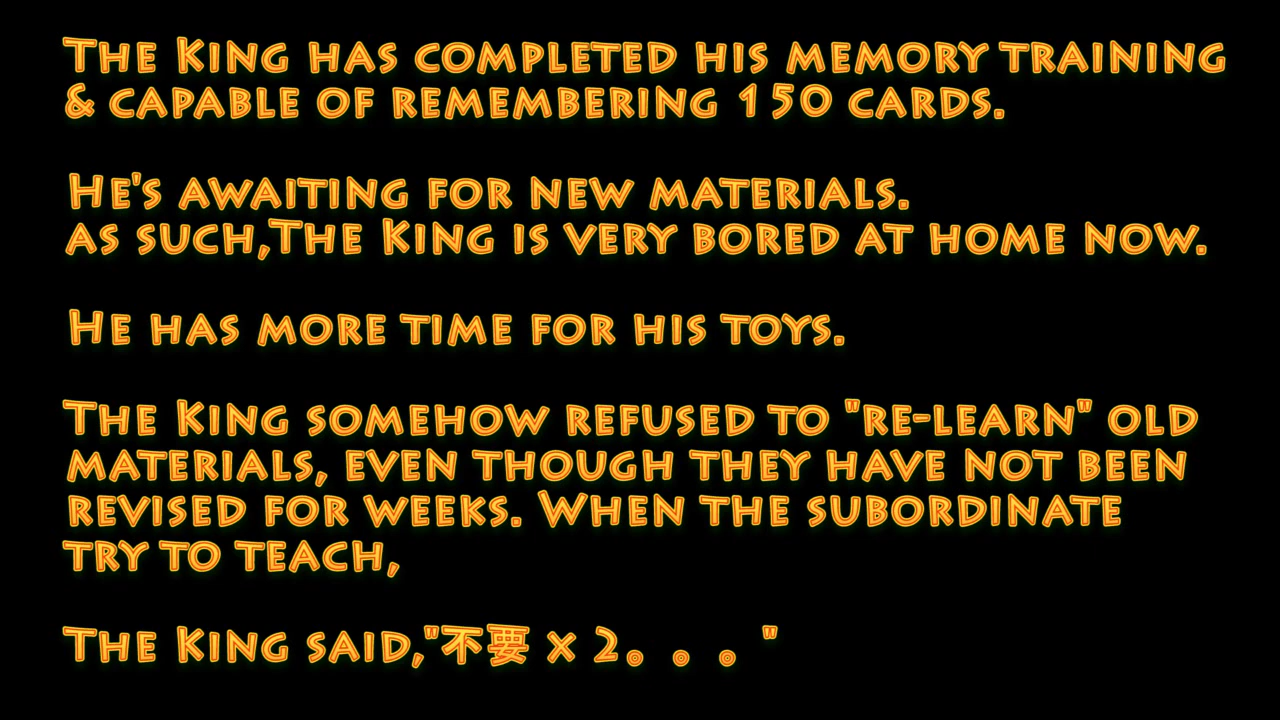 The King has completed his memory training
& capable of remembering 150 cards.
He's awaiting for new materials.
as such,The King is very bored at home now.
He has more time for his toys.
The King somehow refused to "re-learn" old
materials, even though they have not been
revised for weeks. When the subordinate
try to teach,
The King said,"不要 x 2。。。"